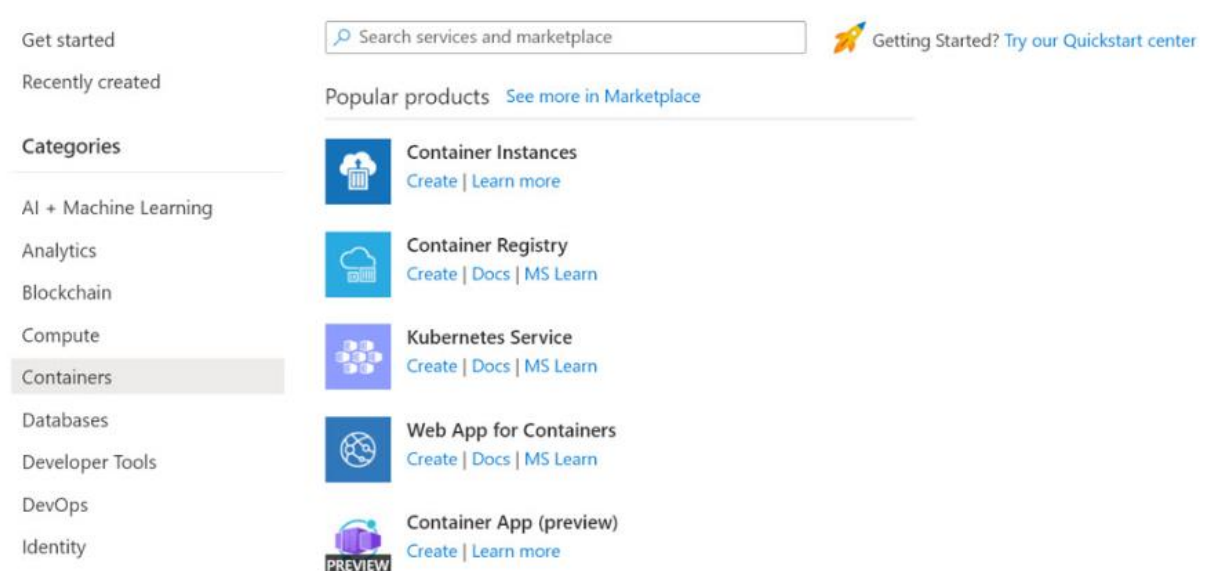 Get started
Recently created
Categories
AI + Machine Learning
Analytics
Blockchain
Compute
Containers
Databases
Developer Tools
DevOps
Identity
Search services and marketplace
Getting Started? Try our Quickstart center
Popular products See more in Marketplace
Container Instances
Create | Learn more
Container Registry
Create | Docs | MS Learn
Kubernetes Service
Create | Docs | MS Learn
Web App for Containers
Create | Docs | MS Learn
Container App (preview)
Create | Learn more
PREVIEW